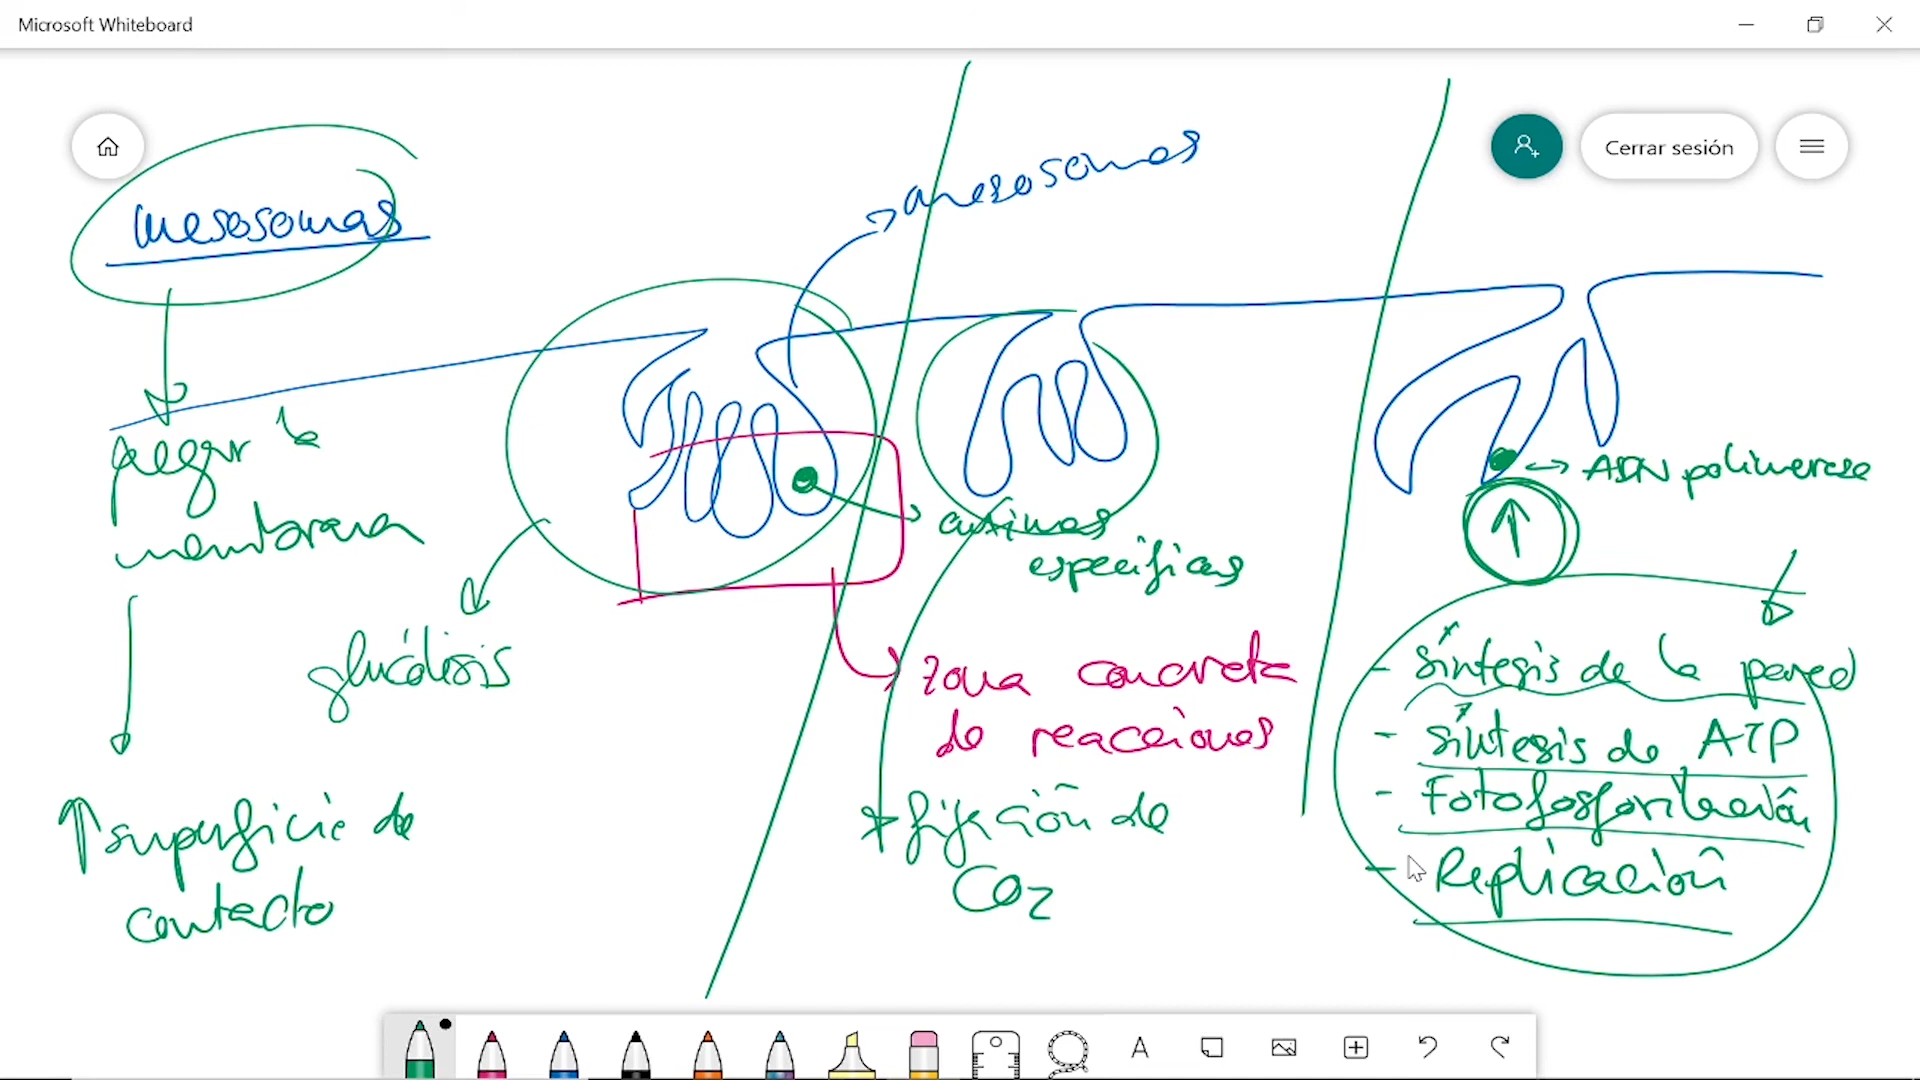 Microsoft Whiteboard
Cerrar sesión
mesosomas
mesosomas
plegar la
membrana
↑ superficie de
contacto
glucólisis
enzimas
específicas
zona concreta
de reacciones
fijación de
CO2
ADN polimerasa
- síntesis de la pared
- síntesis de ATP
- Fotofosforilación
- Replicación
A